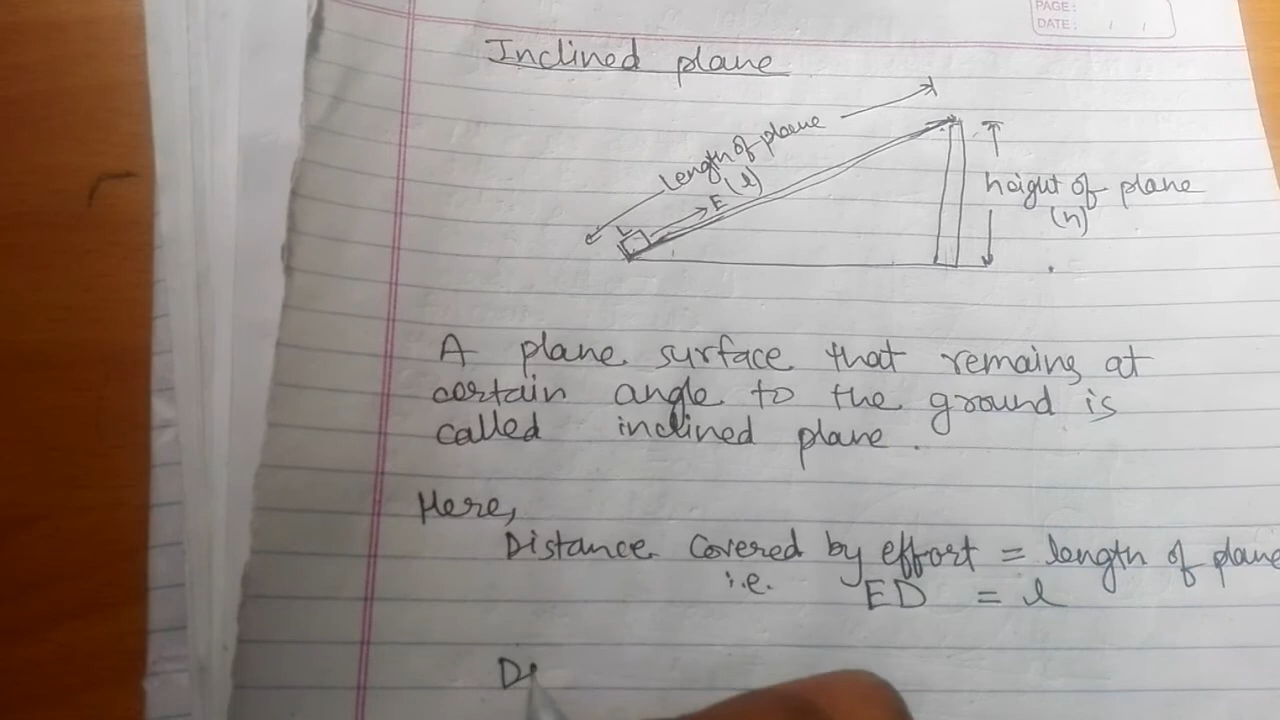 PAGE:
DATE: / /
Inclined plane
Length of plane
(l)
E
L
height of plane
(h)
A plane surface that remains at
certain angle to the ground is
called inclined plane.
Here,
Distance covered by effort = length of plane
i.e. ED = l
Di